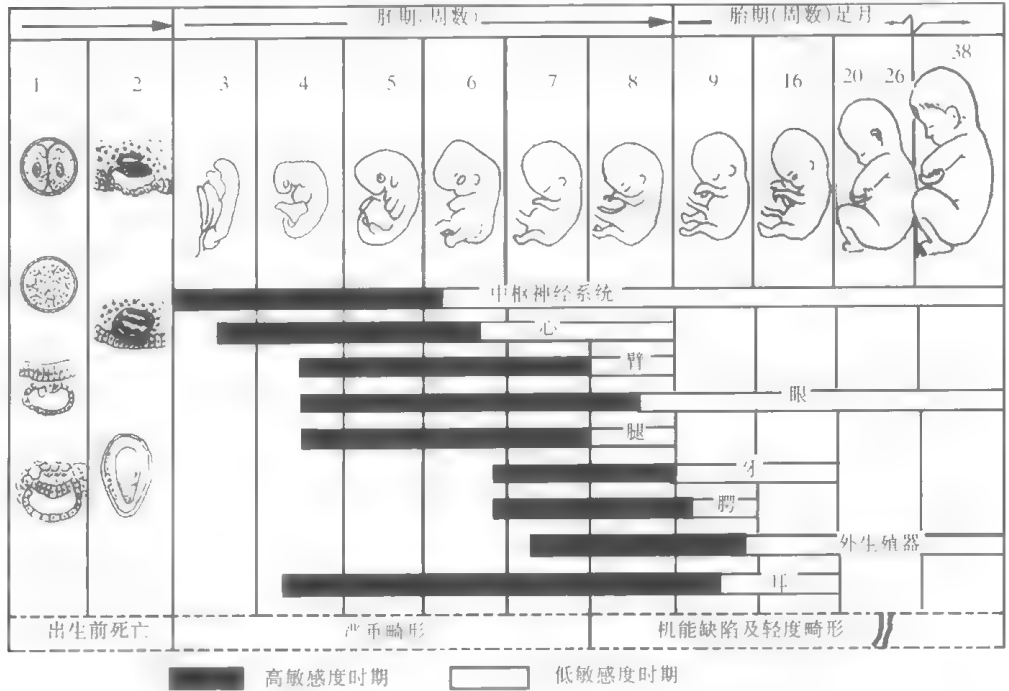 胚期(周数)
胎期(周数)足月
1 2 3 4 5 6 7 8 9 16 20 26 38
中枢神经系统
心
臂
眼
腿
牙
腭
外生殖器
耳
出生前死亡 严重畸形 机能缺陷及轻度畸形
高敏感度时期 低敏感度时期